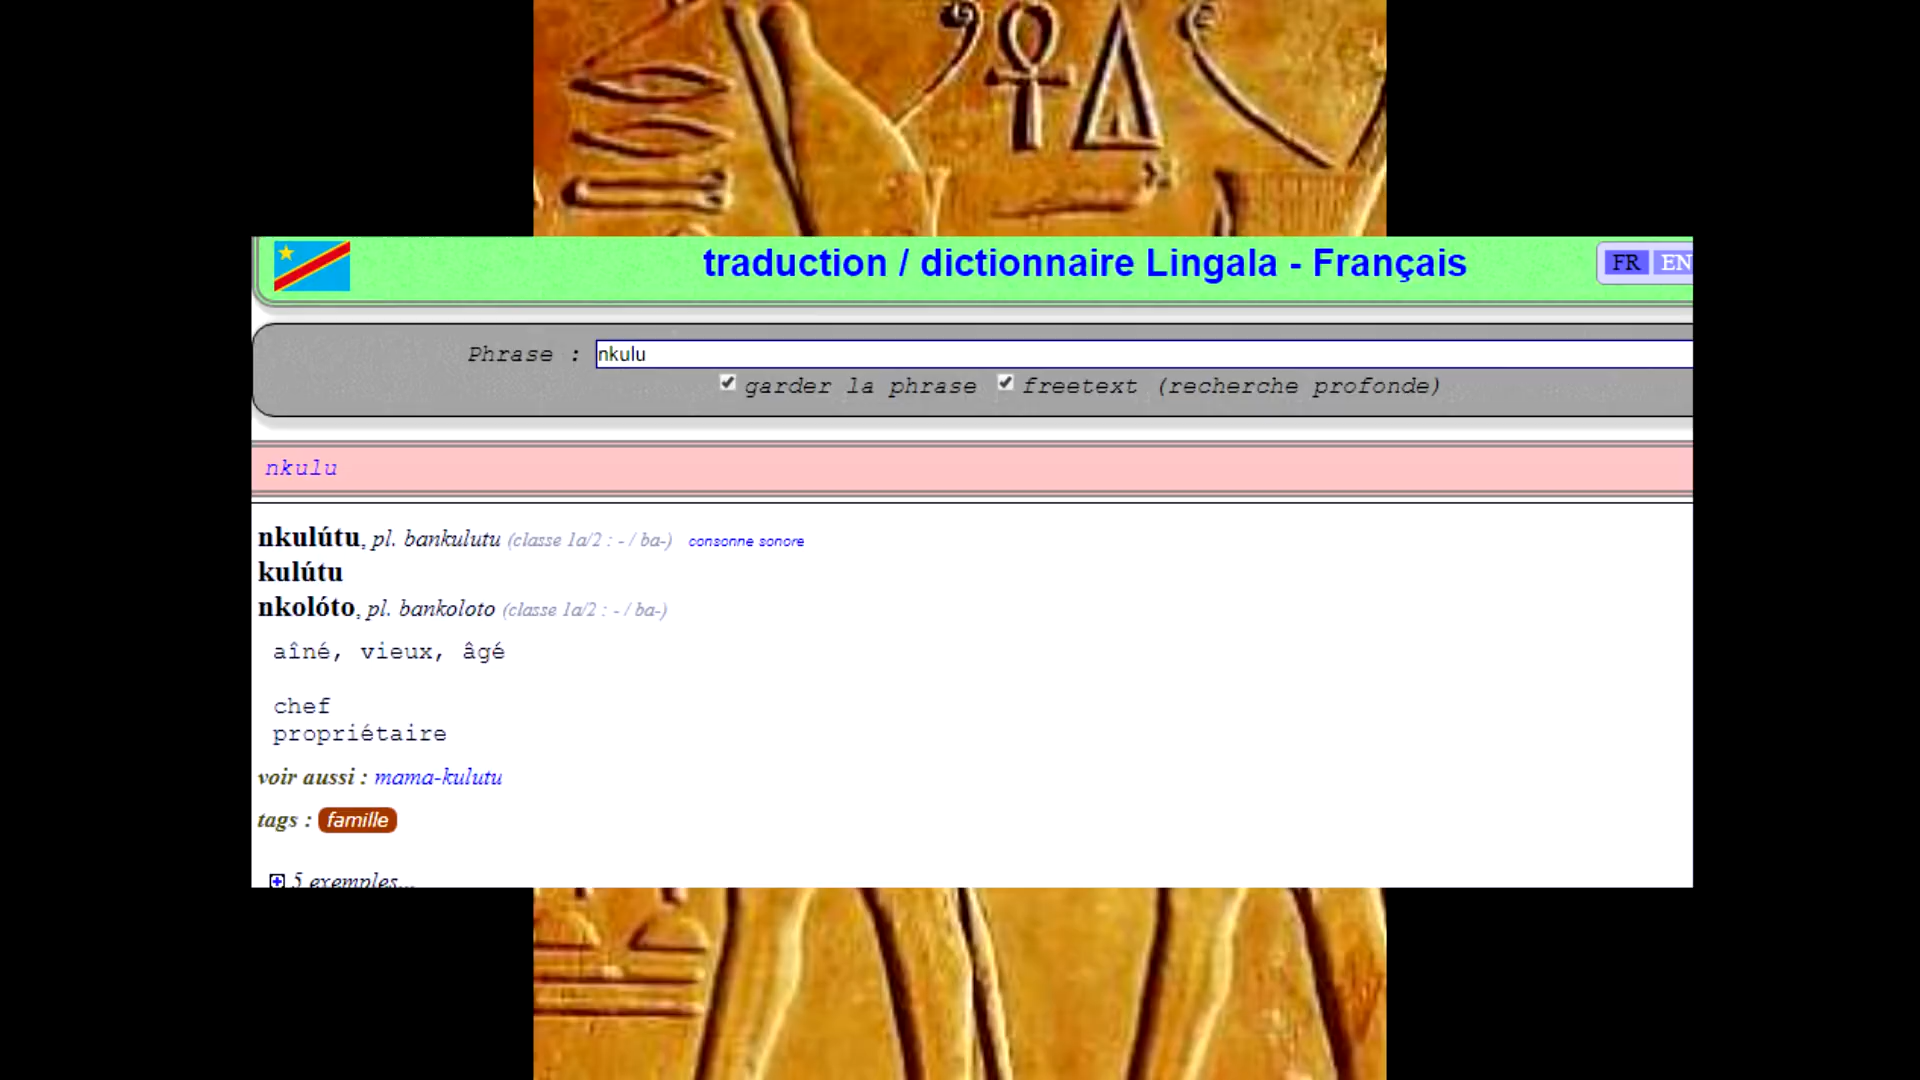 traduction / dictionnaire Lingala - Français
FR EN
Phrase : nkulu
garder la phrase freetext (recherche profonde)
nkulu
nkulútu, pl. bankulutu (classe 1a/2 : - / ba-) consonne sonore
kulútu
nkolóto, pl. bankoloto (classe 1a/2 : - / ba-)
aîné, vieux, âgé
chef
propriétaire
voir aussi : mama-kulutu
tags : famille
5 exemples...